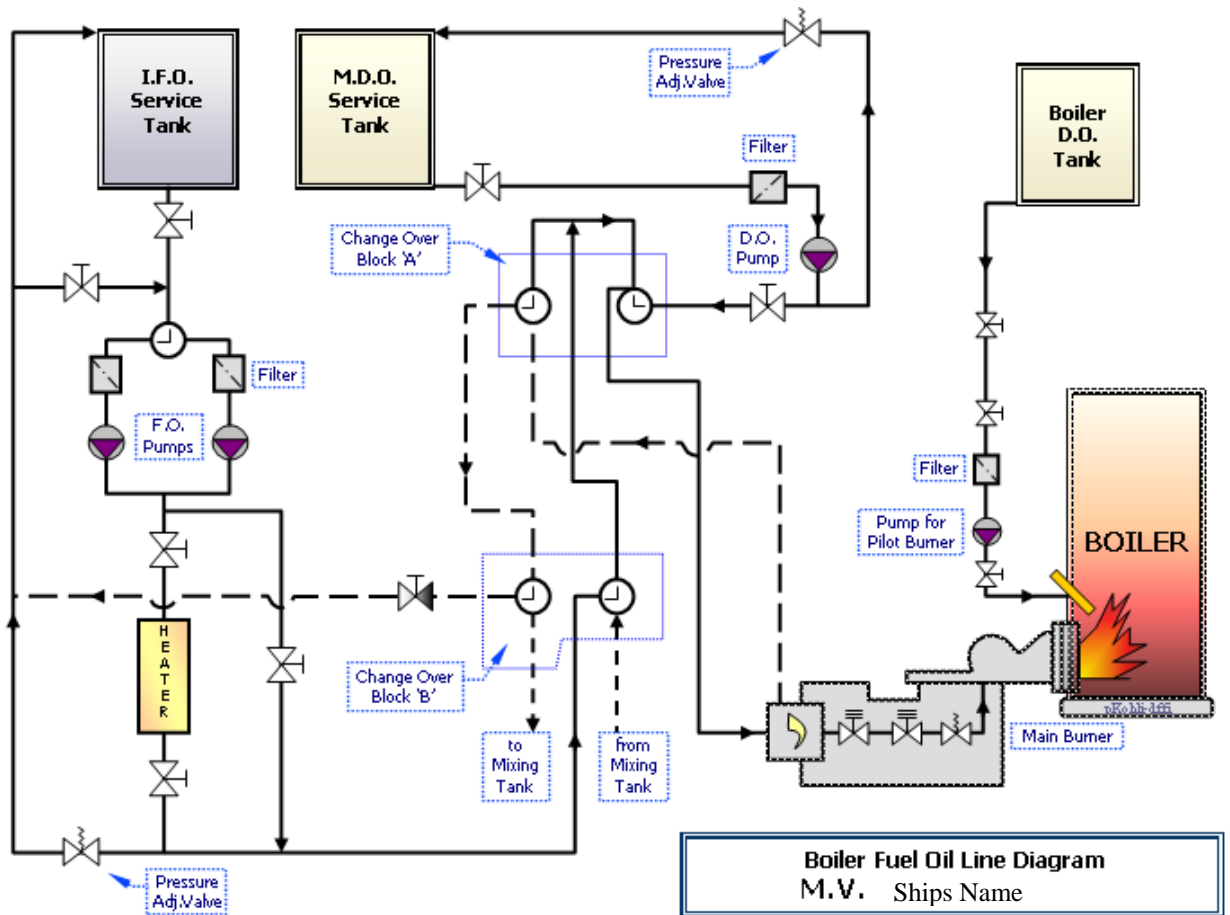 I.F.O.
Service
Tank
M.D.O.
Service
Tank
Pressure
Adj.Valve
Boiler
D.O.
Tank
Filter
Change Over
Block 'A'
D.O.
Pump
Filter
F.O.
Pumps
Filter
Pump for
Pilot Burner
BOILER
HEATER
Change Over
Block 'B'
to
Mixing
Tank
from
Mixing
Tank
Main Burner
Pressure
Adj.Valve
Boiler Fuel Oil Line Diagram
M.V. Ships Name